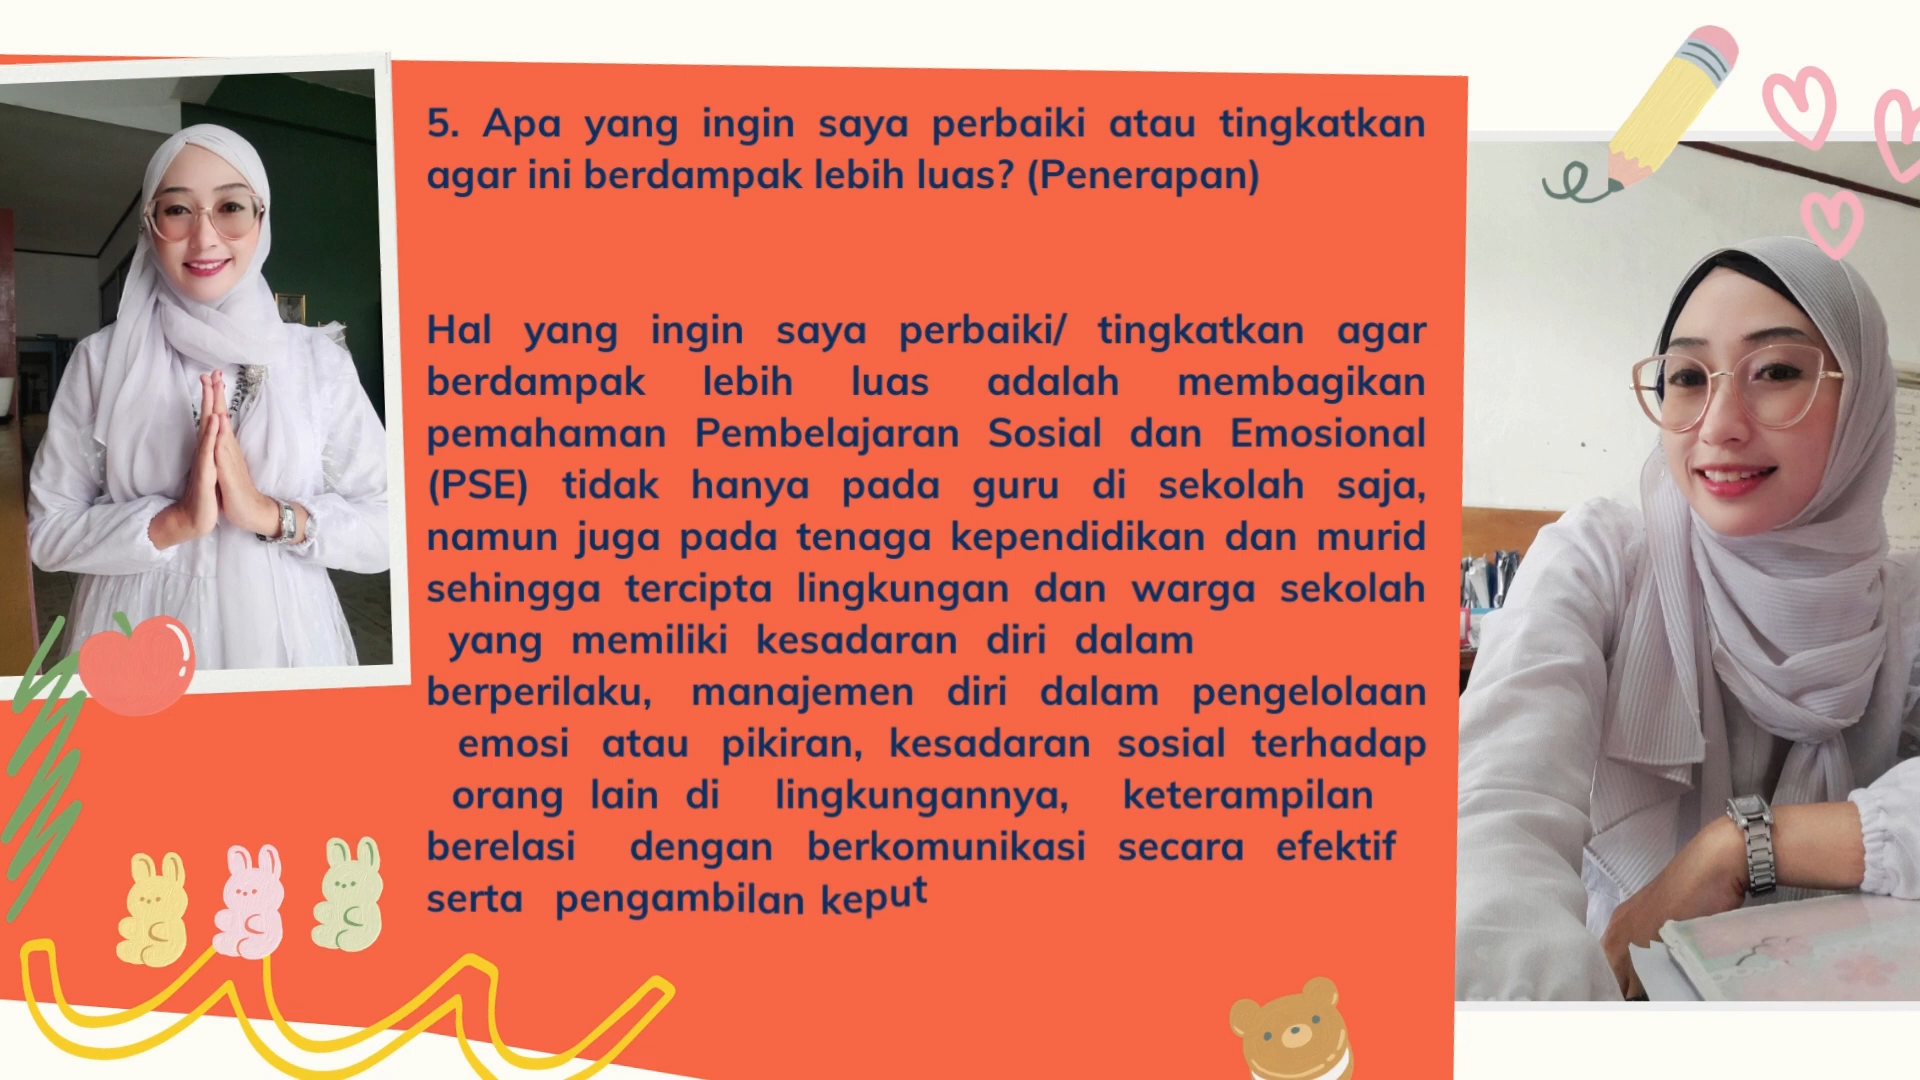 5. Apa yang ingin saya perbaiki atau tingkatkan
agar ini berdampak lebih luas? (Penerapan)
Hal yang ingin saya perbaiki/ tingkatkan agar
berdampak lebih luas adalah membagikan
pemahaman Pembelajaran Sosial dan Emosional
(PSE) tidak hanya pada guru di sekolah saja,
namun juga pada tenaga kependidikan dan murid
sehingga tercipta lingkungan dan warga sekolah
yang memiliki kesadaran diri dalam
berperilaku, manajemen diri dalam pengelolaan
emosi atau pikiran, kesadaran sosial terhadap
orang lain di lingkungannya, keterampilan
berelasi dengan berkomunikasi secara efektif
serta pengambilan keput